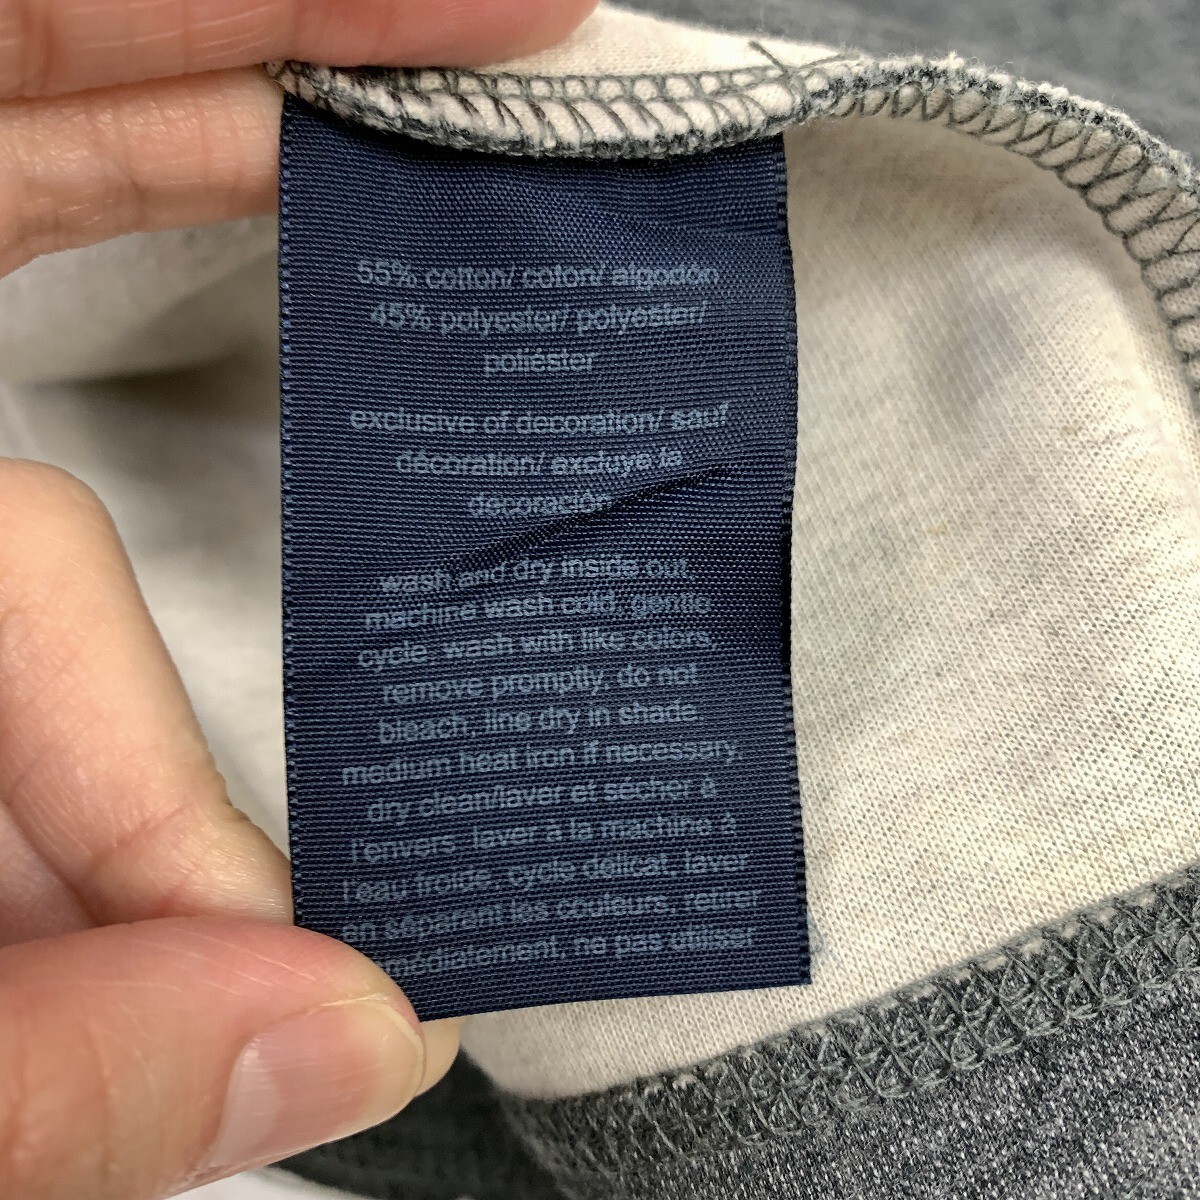 55% cotton/ coton/ algodón
45% polyester/ polyester/
poliéster
exclusive of decoration/ sauf
décoration/ excluye la
decoración
wash and dry inside out.
machine wash cold, gentle
cycle. wash with like colors,
remove promptly, do not
bleach, line dry in shade.
medium heat iron if necessary.
dry clean/laver et sécher à
l'envers. laver à la machine à
l'eau froide. cycle délicat, laver
en séparant les couleurs, retirer
immédiatement, ne pas utiliser